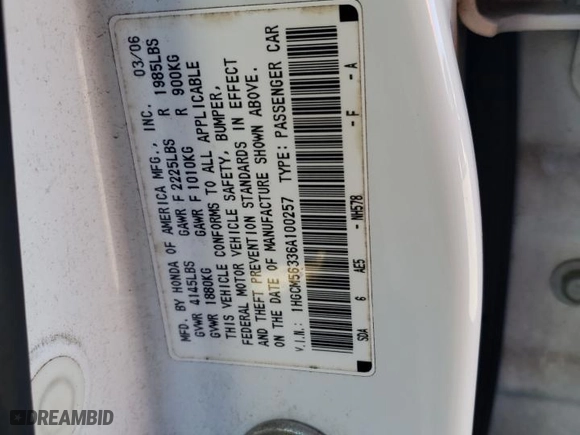 MFD. BY HONDA OF AMERICA MFG., INC. 03/06
GVWR 4145LBS GAWR F 2225LBS R 1985LBS
GVWR 1880KG GAWR F 1010KG R 900KG
THIS VEHICLE CONFORMS TO ALL APPLICABLE
FEDERAL MOTOR VEHICLE SAFETY, BUMPER,
AND THEFT PREVENTION STANDARDS IN EFFECT
ON THE DATE OF MANUFACTURE SHOWN ABOVE.
V.I.N.: 1HGCM56336A100257 TYPE: PASSENGER CAR
SDA 6 AE5 - NH578 - F - A
DREAMBID